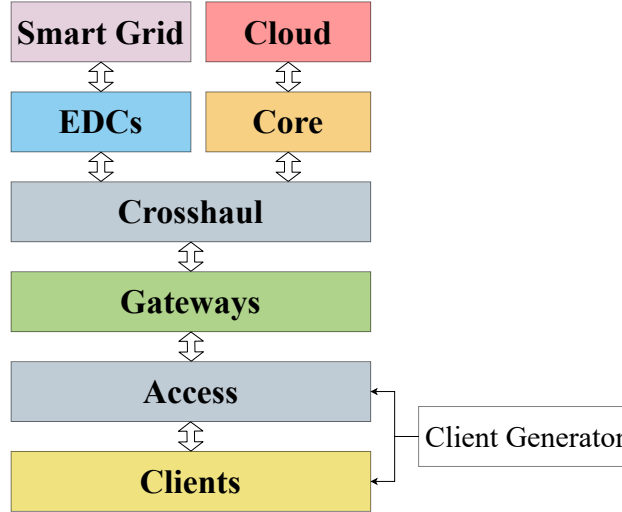 Smart Grid
Cloud
EDCs
Core
Crosshaul
Gateways
Access
Client Generator
Clients